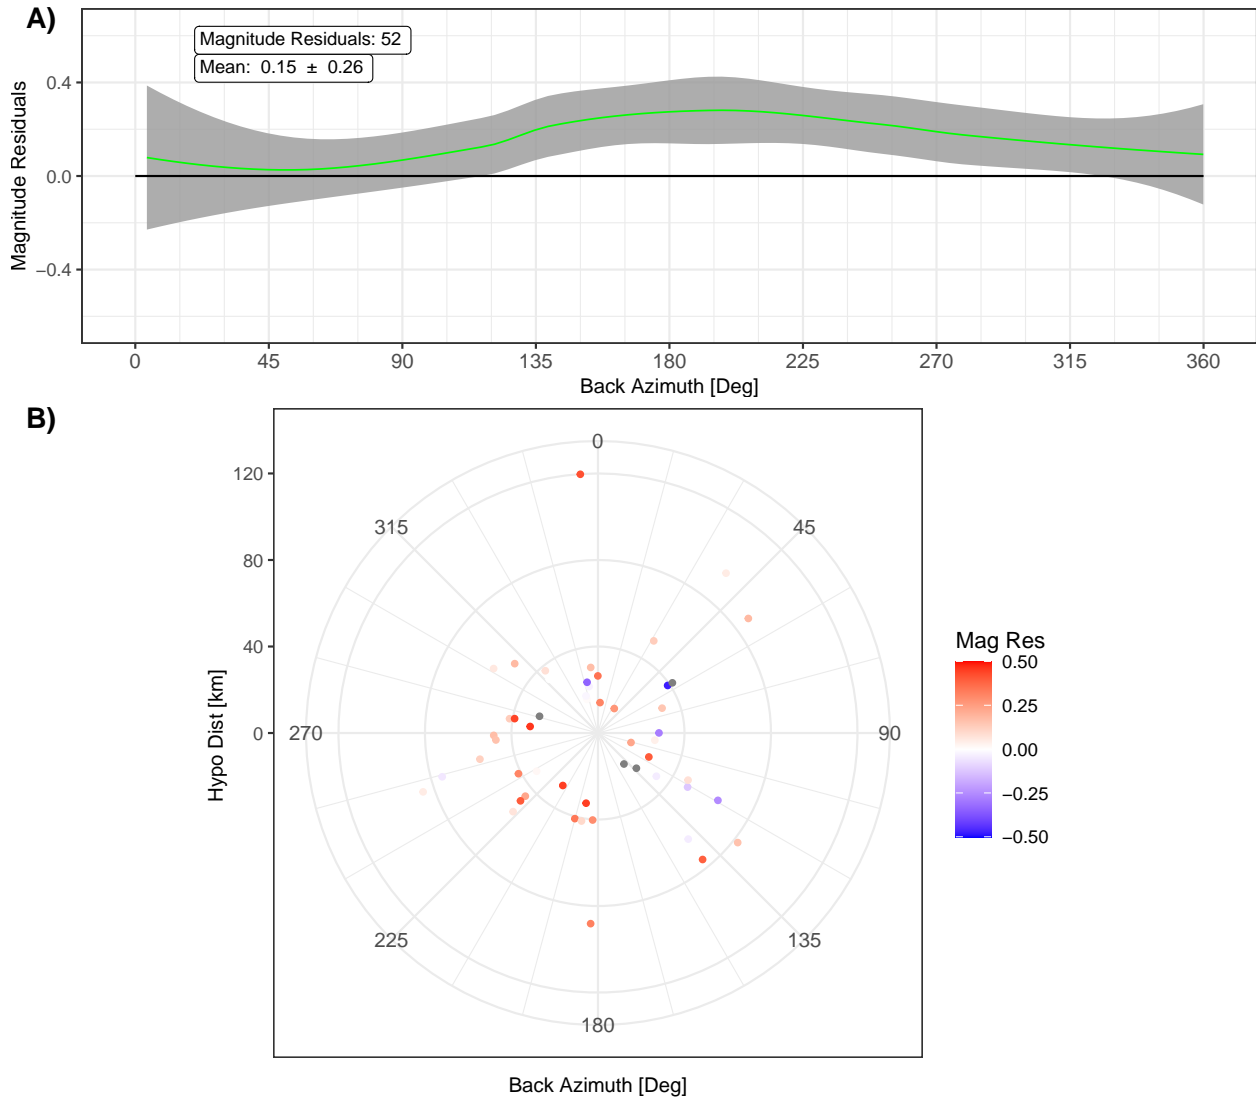 A)
Magnitude Residuals: 52
Mean:  0.15  ±  0.26
0.4
0.0
−0.4
Magnitude Residuals
0 45 90 135 180 225 270 315 360
Back Azimuth [Deg]
B)
0
45
90
135
180
225
270
315
120
80
40
0
Hypo Dist [km]
Back Azimuth [Deg]
Mag Res
0.50
0.25
0.00
−0.25
−0.50